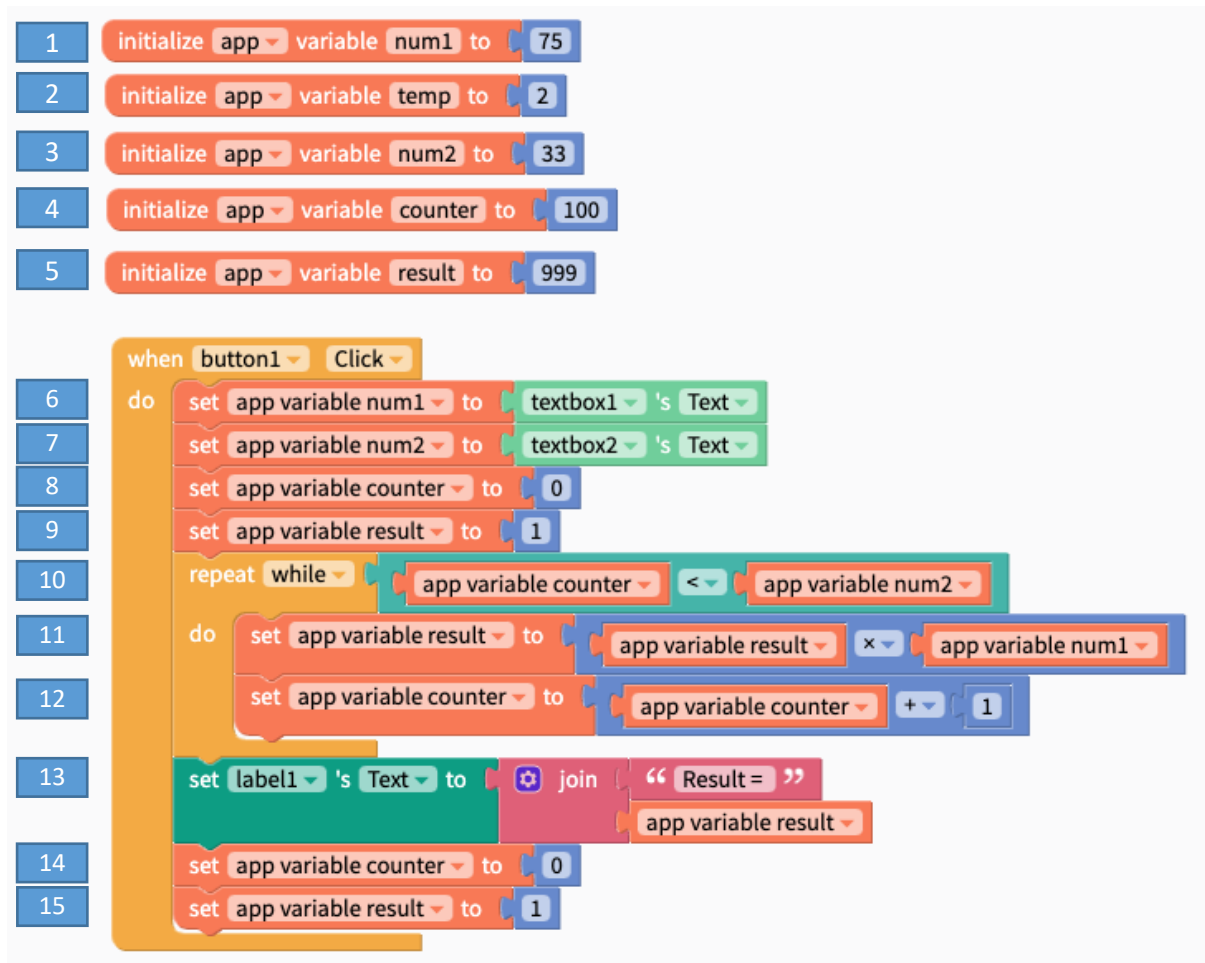 1 initialize app variable num1 to 75
2 initialize app variable temp to 2
3 initialize app variable num2 to 33
4 initialize app variable counter to 100
5 initialize app variable result to 999
when button1 Click
6 do set app variable num1 to textbox1 's Text
7 set app variable num2 to textbox2 's Text
8 set app variable counter to 0
9 set app variable result to 1
10 repeat while app variable counter < app variable num2
11 do set app variable result to app variable result × app variable num1
12 set app variable counter to app variable counter + 1
13 set label1 's Text to join “ Result = ”
app variable result
14 set app variable counter to 0
15 set app variable result to 1